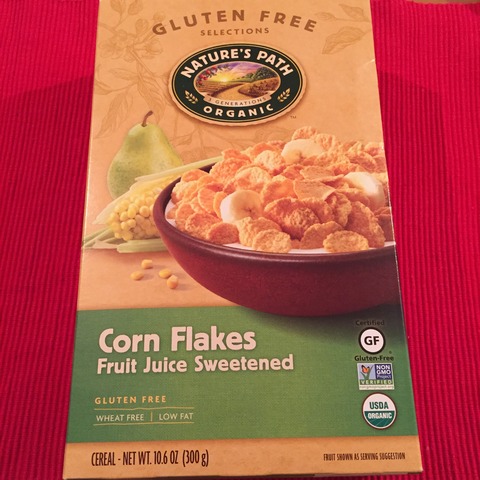 GLUTEN FREE
SELECTIONS
NATURE'S PATH
ORGANIC
Corn Flakes
Fruit Juice Sweetened
GLUTEN FREE
WHEAT FREE | LOW FAT
CEREAL - NET WT. 10.6 OZ (300 g)
Certified
GF
Gluten-Free
NON
GMO
Project
VERIFIED
USDA
ORGANIC
FRUIT SHOWN AS SERVING SUGGESTION